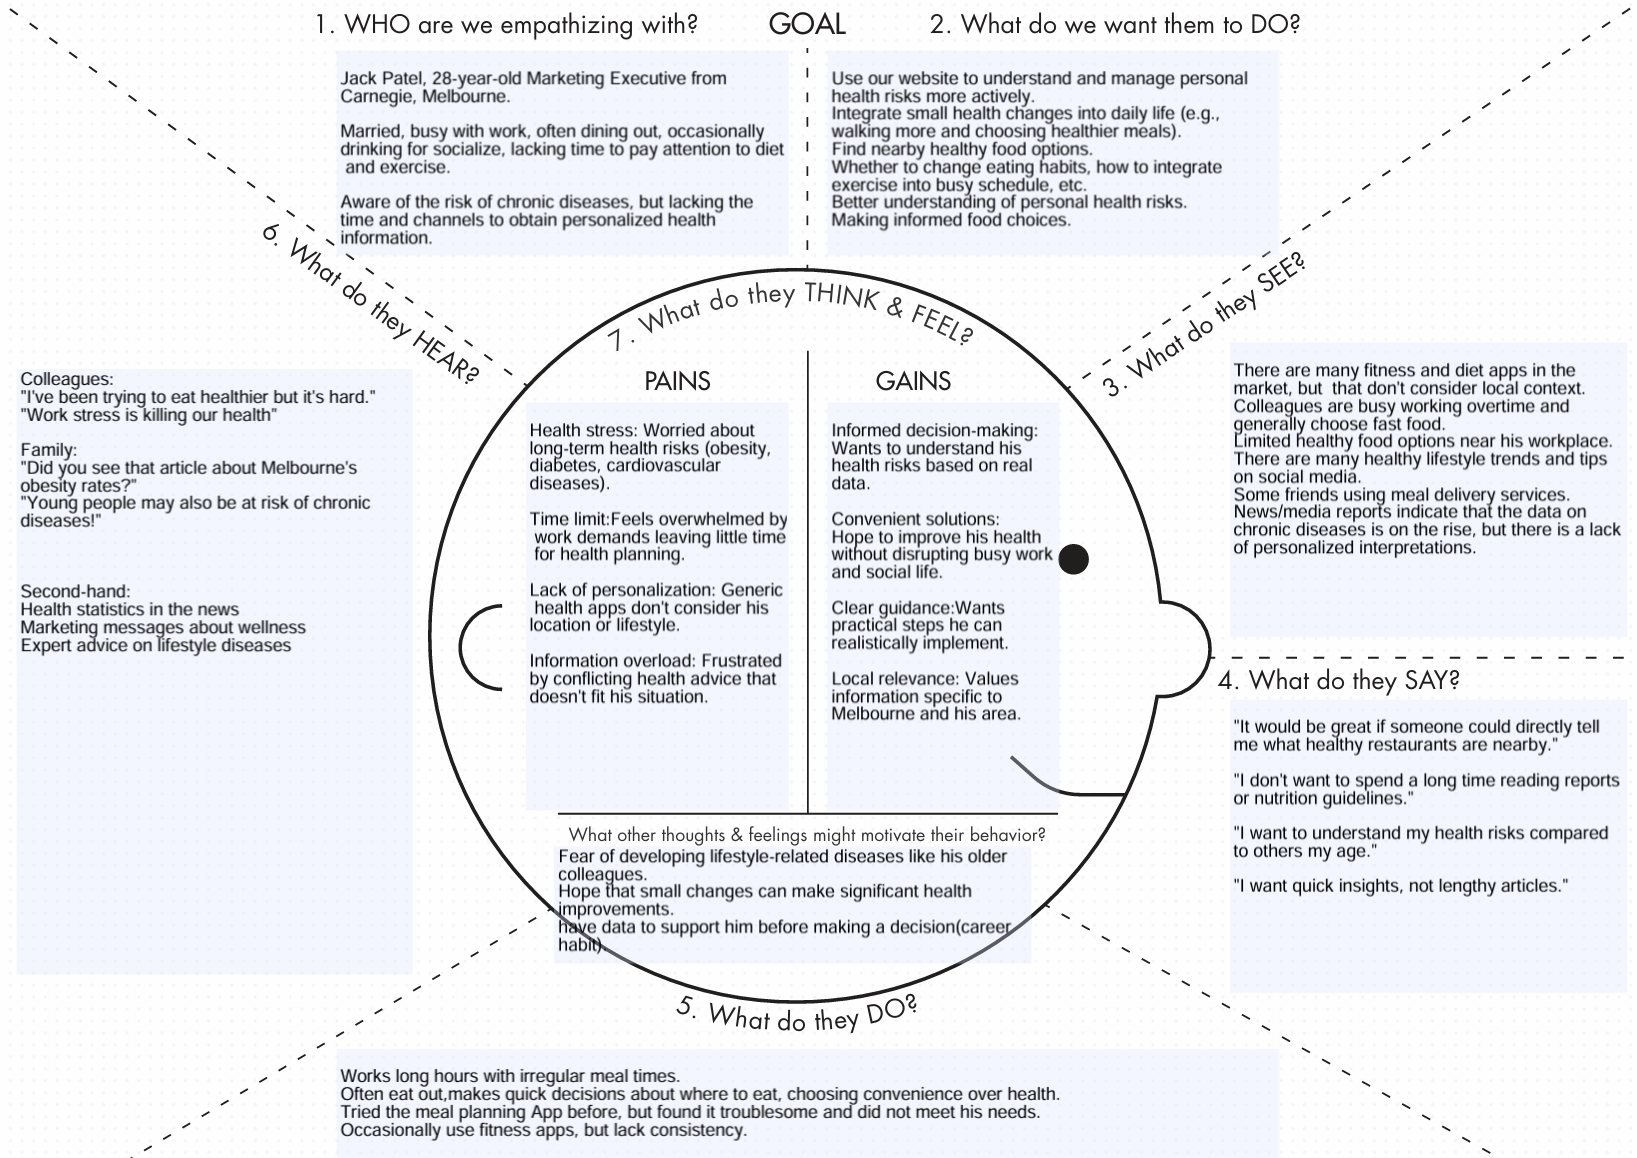 1. WHO are we empathizing with?
GOAL
2. What do we want them to DO?
Jack Patel, 28-year-old Marketing Executive from
Carnegie, Melbourne.
Married, busy with work, often dining out, occasionally
drinking for socialize, lacking time to pay attention to diet
and exercise.
Aware of the risk of chronic diseases, but lacking the
time and channels to obtain personalized health
information.
Use our website to understand and manage personal
health risks more actively.
Integrate small health changes into daily life (e.g.,
walking more and choosing healthier meals).
Find nearby healthy food options.
Whether to change eating habits, how to integrate
exercise into busy schedule, etc.
Better understanding of personal health risks.
Making informed food choices.
3. What do they SEE?
There are many fitness and diet apps in the
market, but  that don't consider local context.
Colleagues are busy working overtime and
generally choose fast food.
Limited healthy food options near his workplace.
There are many healthy lifestyle trends and tips
on social media.
Some friends using meal delivery services.
News/media reports indicate that the data on
chronic diseases is on the rise, but there is a lack
of personalized interpretations.
4. What do they SAY?
"It would be great if someone could directly tell
me what healthy restaurants are nearby."
"I don't want to spend a long time reading reports
or nutrition guidelines."
"I want to understand my health risks compared
to others my age."
"I want quick insights, not lengthy articles."
5. What do they DO?
Works long hours with irregular meal times.
Often eat out,makes quick decisions about where to eat, choosing convenience over health.
Tried the meal planning App before, but found it troublesome and did not meet his needs.
Occasionally use fitness apps, but lack consistency.
6. What do they HEAR?
Colleagues:
"I've been trying to eat healthier but it's hard."
"Work stress is killing our health"
Family:
"Did you see that article about Melbourne's
obesity rates?"
"Young people may also be at risk of chronic
diseases!"
Second-hand:
Health statistics in the news
Marketing messages about wellness
Expert advice on lifestyle diseases
7. What do they THINK & FEEL?
PAINS
Health stress: Worried about
long-term health risks (obesity,
diabetes, cardiovascular
diseases).
Time limit:Feels overwhelmed by
work demands leaving little time
for health planning.
Lack of personalization: Generic
health apps don't consider his
location or lifestyle.
Information overload: Frustrated
by conflicting health advice that
doesn't fit his situation.
GAINS
Informed decision-making:
Wants to understand his
health risks based on real
data.
Convenient solutions:
Hope to improve his health
without disrupting busy work
and social life.
Clear guidance:Wants
practical steps he can
realistically implement.
Local relevance: Values
information specific to
Melbourne and his area.
What other thoughts & feelings might motivate their behavior?
Fear of developing lifestyle-related diseases like his older
colleagues.
Hope that small changes can make significant health
improvements.
have data to support him before making a decision(career
habit).